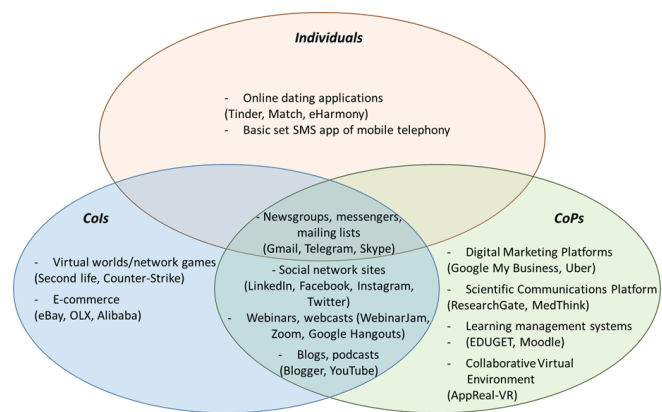 Individuals
- Online dating applications
(Tinder, Match, eHarmony)
- Basic set SMS app of mobile telephony
CoIs
- Virtual worlds/network games
(Second life, Counter-Strike)
- E-commerce
(eBay, OLX, Alibaba)
- Newsgroups, messengers,
mailing lists
(Gmail, Telegram, Skype)
- Social network sites
(LinkedIn, Facebook, Instagram,
Twitter)
- Webinars, webcasts (WebinarJam,
Zoom, Google Hangouts)
- Blogs, podcasts
(Blogger, YouTube)
CoPs
- Digital Marketing Platforms
(Google My Business, Uber)
- Scientific Communications Platform
(ResearchGate, MedThink)
- Learning management systems
- (EDUGET, Moodle)
- Collaborative Virtual
Environment
(AppReal-VR)